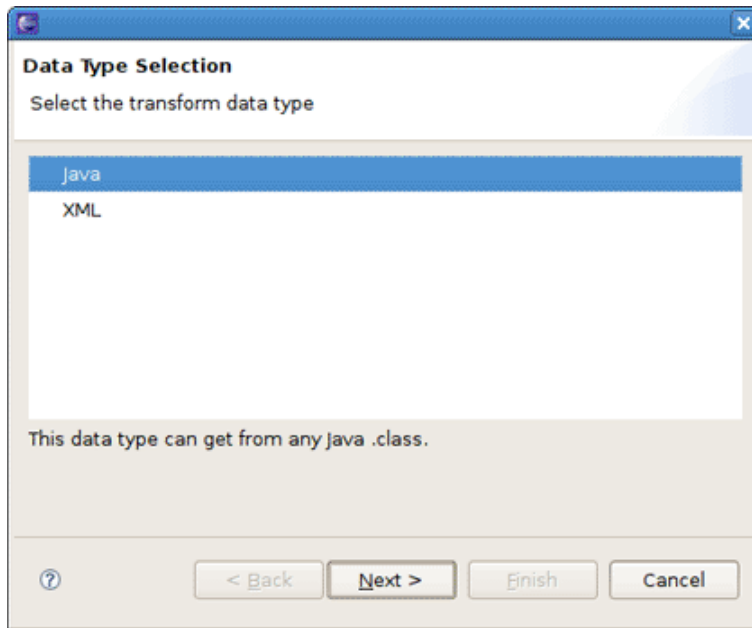 Data Type Selection
Select the transform data type
Java
XML
This data type can get from any Java .class.
< Back Next > Finish Cancel